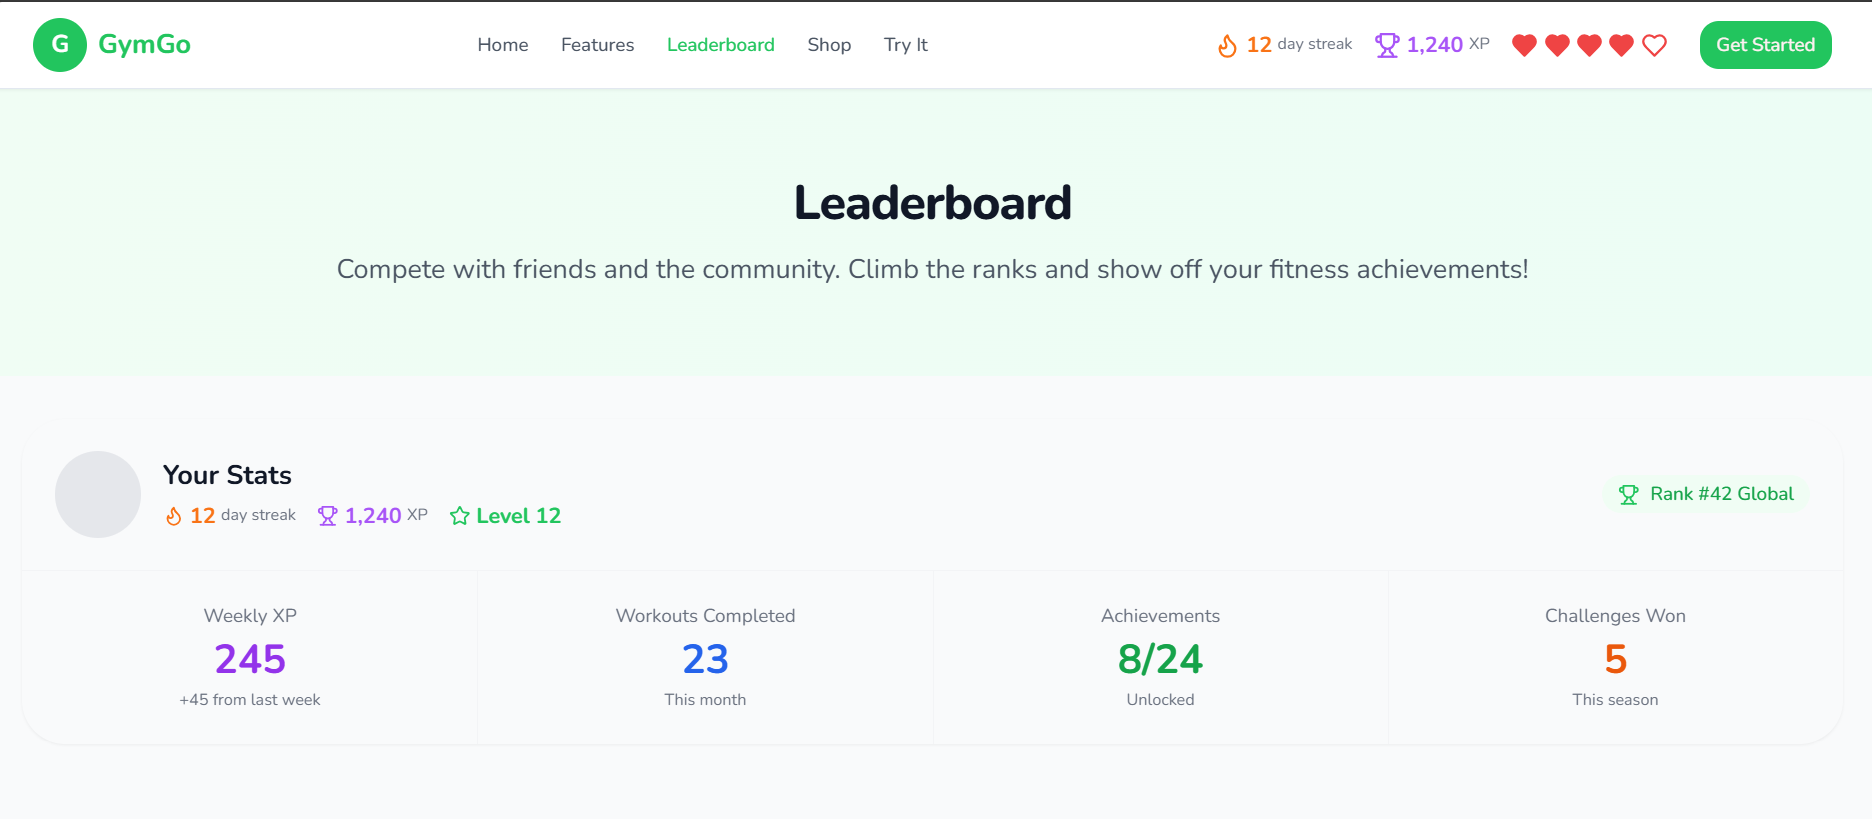 G GymGo Home Features Leaderboard Shop Try It 12 day streak 1,240 XP Get Started
Leaderboard
Compete with friends and the community. Climb the ranks and show off your fitness achievements!
Your Stats
12 day streak 1,240 XP Level 12
Rank #42 Global
Weekly XP
245
+45 from last week
Workouts Completed
23
This month
Achievements
8/24
Unlocked
Challenges Won
5
This season